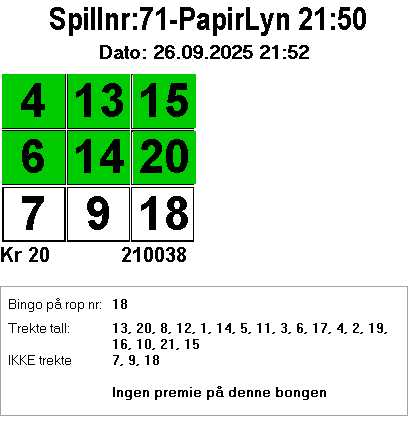 Spillnr:71-PapirLyn 21:50
Dato: 26.09.2025 21:52
4 13 15
6 14 20
7 9 18
Kr 20 210038
Bingo på rop nr: 18
Trekte tall: 13, 20, 8, 12, 1, 14, 5, 11, 3, 6, 17, 4, 2, 19,
16, 10, 21, 15
IKKE trekte 7, 9, 18
Ingen premie på denne bongen